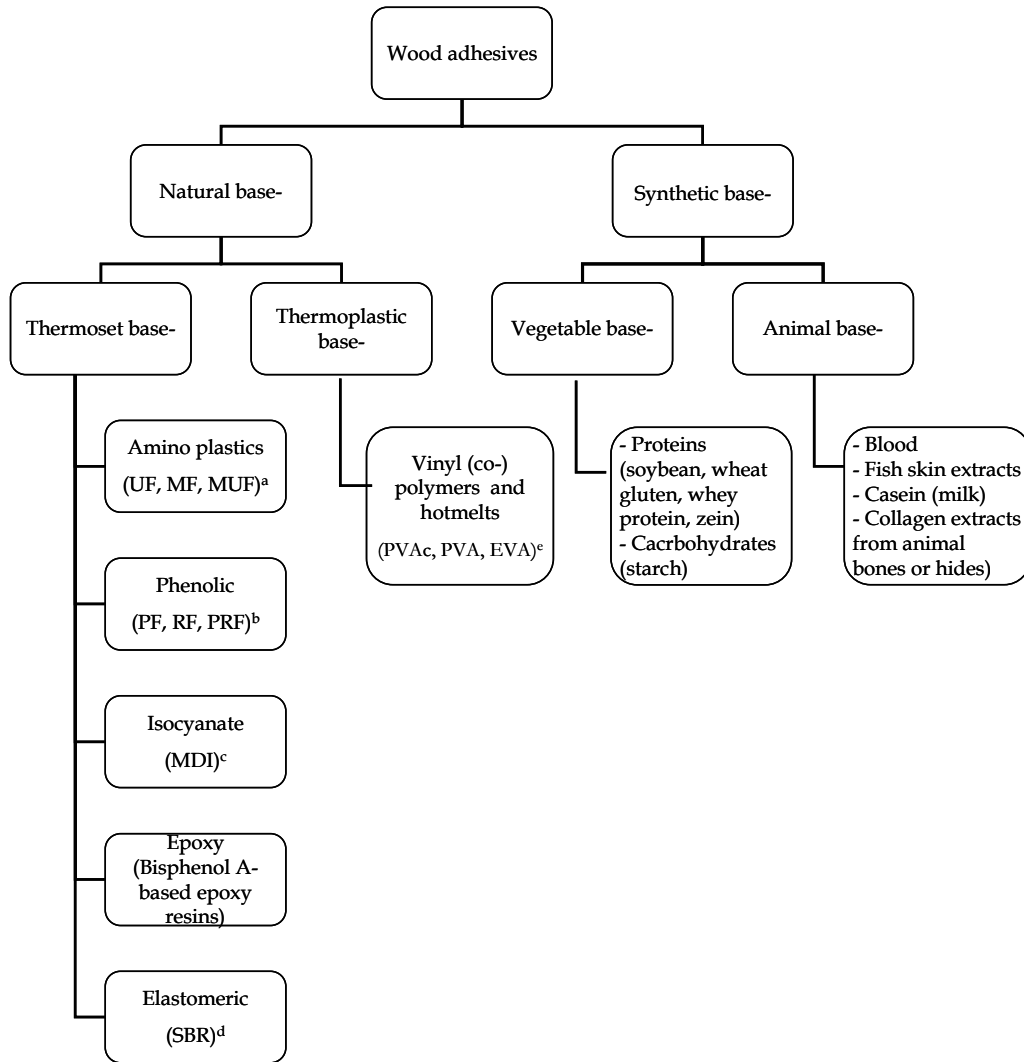 Wood adhesives
Natural base-
Synthetic base-
Thermoset base-
Thermoplastic
base-
Vegetable base-
Animal base-
Amino plastics
(UF, MF, MUF)ᵃ
Phenolic
(PF, RF, PRF)ᵇ
Isocyanate
(MDI)ᶜ
Epoxy
(Bisphenol A-
based epoxy
resins)
Elastomeric
(SBR)ᵈ
Vinyl (co-)
polymers and
hotmelts
(PVAc, PVA, EVA)ᵉ
- Proteins
(soybean, wheat
gluten, whey
protein, zein)
- Cacrbohydrates
(starch)
- Blood
- Fish skin extracts
- Casein (milk)
- Collagen extracts
from animal
bones or hides)